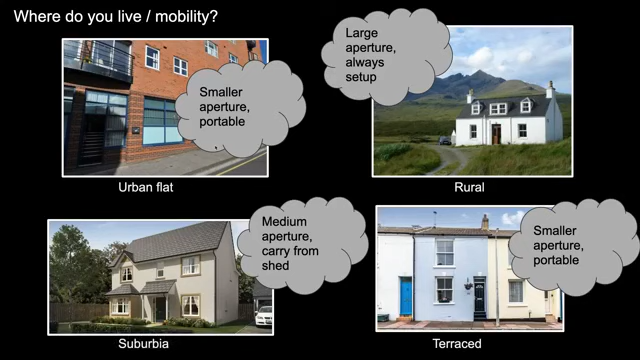 Where do you live / mobility?
Smaller
aperture,
portable
Urban flat
Large
aperture,
always
setup
Rural
Medium
aperture,
carry from
shed
Suburbia
Smaller
aperture,
portable
Terraced